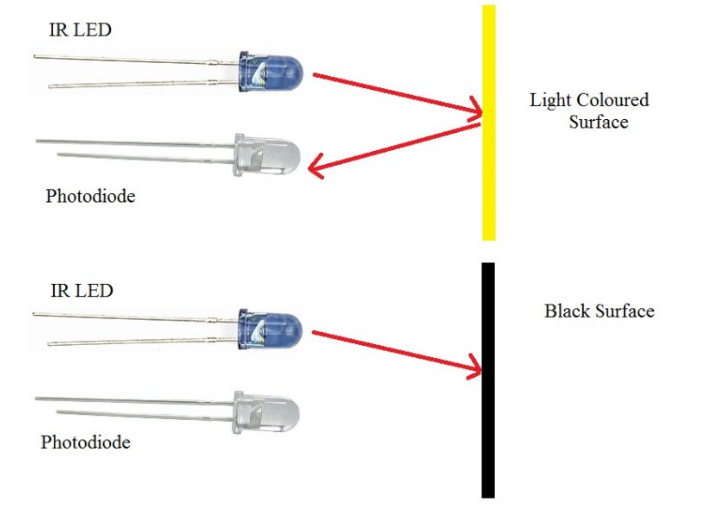 IR LED
Light Coloured
Surface
Photodiode
IR LED
Black Surface
Photodiode